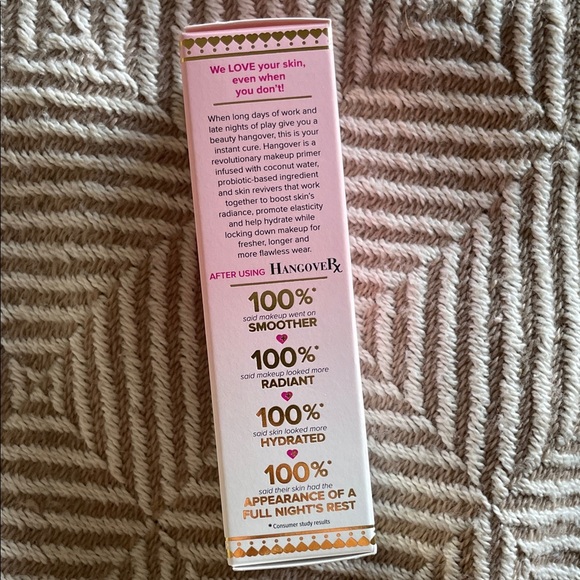 We LOVE your skin,
even when
you don't!
When long days of work and
late nights of play give you a
beauty hangover, this is your
instant cure. Hangover is a
revolutionary makeup primer
infused with coconut water,
probiotic-based ingredient
and skin revivers that work
together to boost skin's
radiance, promote elasticity
and help hydrate while
locking down makeup for
fresher, longer and
more flawless wear.
AFTER USING HANGOVERX
100%*
said makeup went on
SMOOTHER
100%*
said makeup looked more
RADIANT
100%*
said skin looked more
HYDRATED
100%*
said their skin had the
APPEARANCE OF A
FULL NIGHT'S REST
* Consumer study results